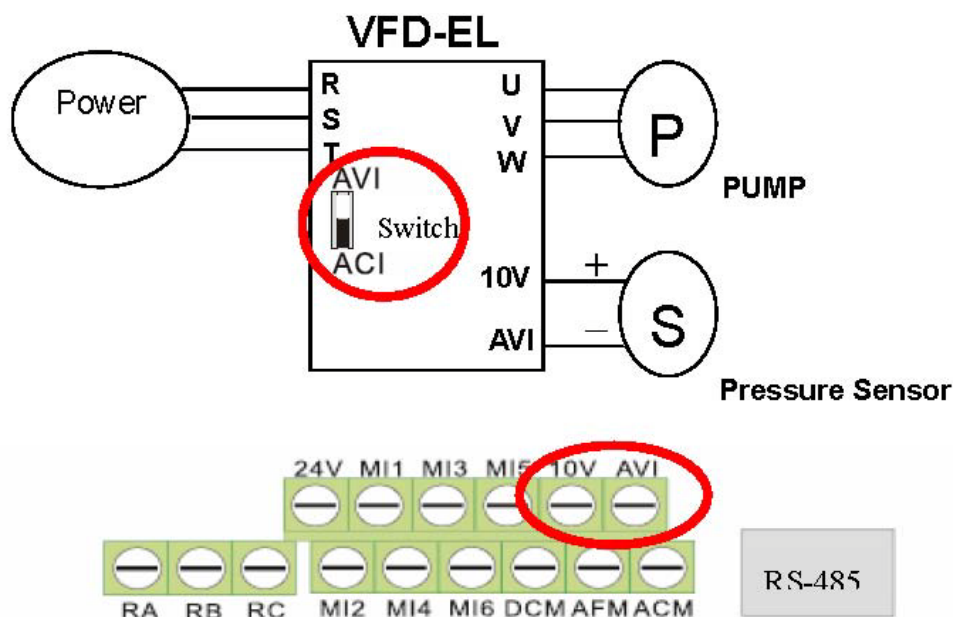 VFD-EL
Power
R
S
T
U
V
W
P
PUMP
AVI
Switch
ACI
10V
+
AVI
−
S
Pressure Sensor
24V MI1 MI3 MI5 10V AVI
RA RB RC MI2 MI4 MI6 DCM AFM ACM
RS-485